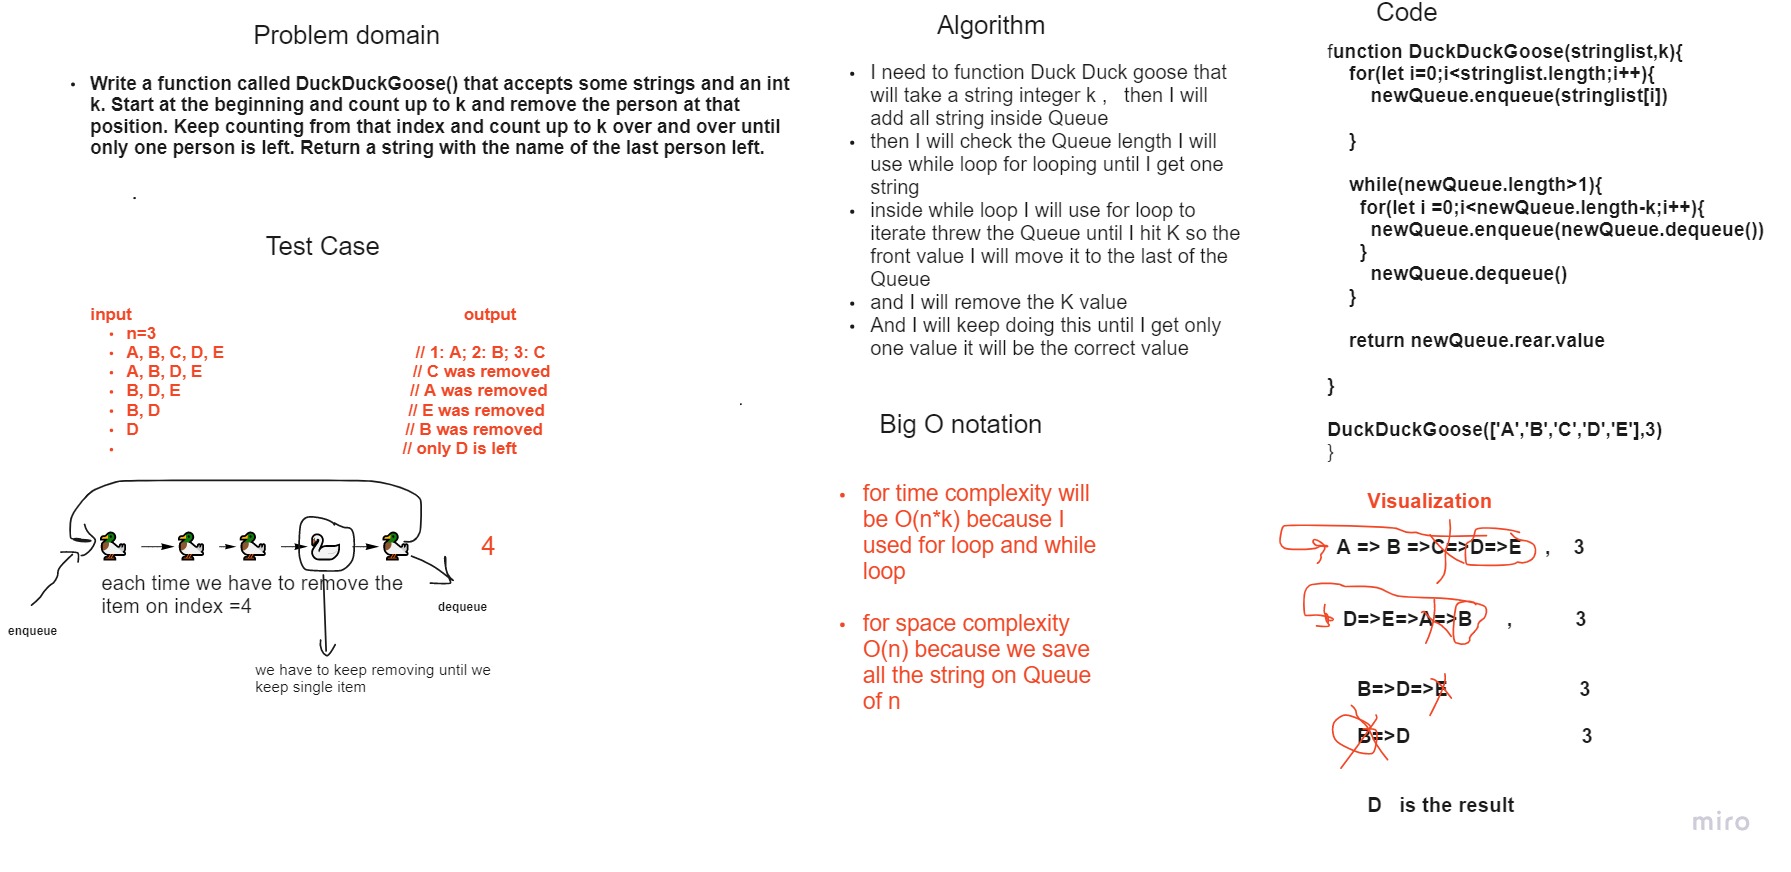 Problem domain
• Write a function called DuckDuckGoose() that accepts some strings and an int
k. Start at the beginning and count up to k and remove the person at that
position. Keep counting from that index and count up to k over and over until
only one person is left. Return a string with the name of the last person left.
Test Case
input output
• n=3
• A, B, C, D, E // 1: A; 2: B; 3: C
• A, B, D, E // C was removed
• B, D, E // A was removed
• B, D // E was removed
• D // B was removed
• // only D is left
4
each time we have to remove the
item on index =4
enqueue
dequeue
we have to keep removing until we
keep single item
Algorithm
• I need to function Duck Duck goose that
will take a string integer k , then I will
add all string inside Queue
• then I will check the Queue length I will
use while loop for looping until I get one
string
• inside while loop I will use for loop to
iterate threw the Queue until I hit K so the
front value I will move it to the last of the
Queue
• and I will remove the K value
• And I will keep doing this until I get only
one value it will be the correct value
Big O notation
• for time complexity will
be O(n*k) because I
used for loop and while
loop
• for space complexity
O(n) because we save
all the string on Queue
of n
Code
function DuckDuckGoose(stringlist,k){
for(let i=0;i<stringlist.length;i++){
newQueue.enqueue(stringlist[i])
}
while(newQueue.length>1){
for(let i =0;i<newQueue.length-k;i++){
newQueue.enqueue(newQueue.dequeue())
}
newQueue.dequeue()
}
return newQueue.rear.value
}
DuckDuckGoose(['A','B','C','D','E'],3)
}
Visualization
A => B =>C=>D=>E , 3
D=>E=>A=>B , 3
B=>D=>E 3
B=>D 3
D is the result
miro